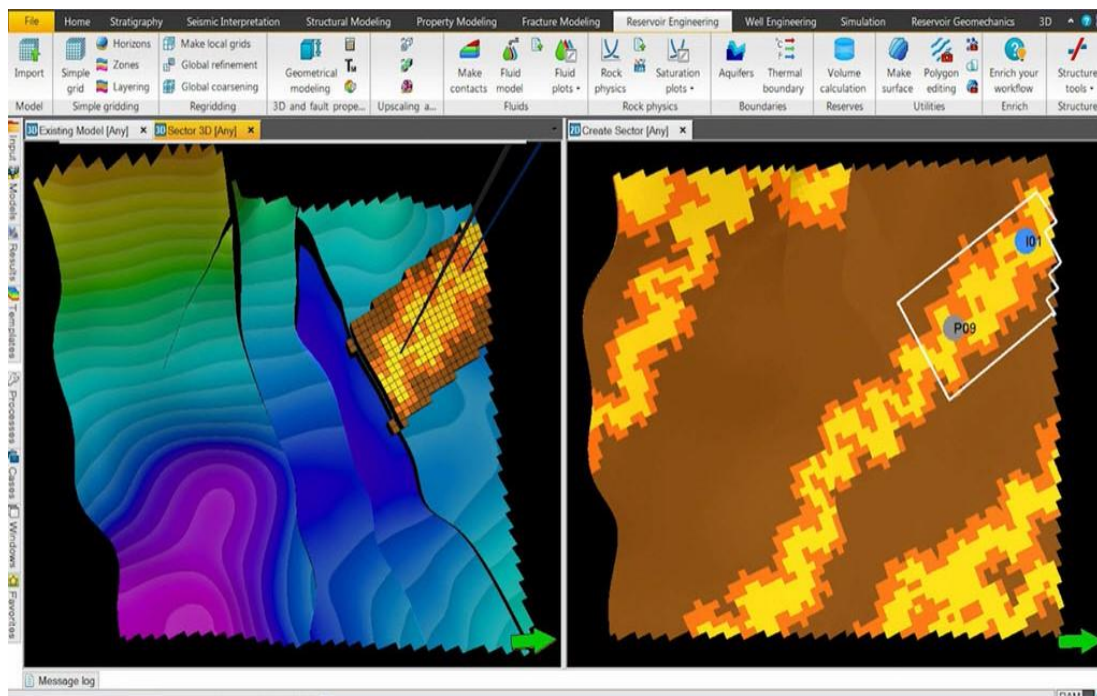 File Home Stratigraphy Seismic Interpretation Structural Modeling Property Modeling Fracture Modeling Reservoir Engineering Well Engineering Simulation Reservoir Geomechanics 3D
Import
Simple grid
Horizons
Zones
Layering
Make local grids
Global refinement
Global coarsening
Geometrical modeling
Make contacts
Fluid model
Fluid plots
Rock physics
Saturation plots
Aquifers
Thermal boundary
Volume calculation
Make surface
Polygon editing
Enrich your workflow
Structure tools
Model Simple gridding Regridding 3D and fault prope... Upscaling a... Fluids Rock physics Boundaries Reserves Utilities Enrich Structure
3D Existing Model [Any] 3D Sector 3D [Any]
2D Create Sector [Any]
Input
Models
Results
Templates
Processes
Cases
Windows
Favorites
I01
P09
Message log
RAM